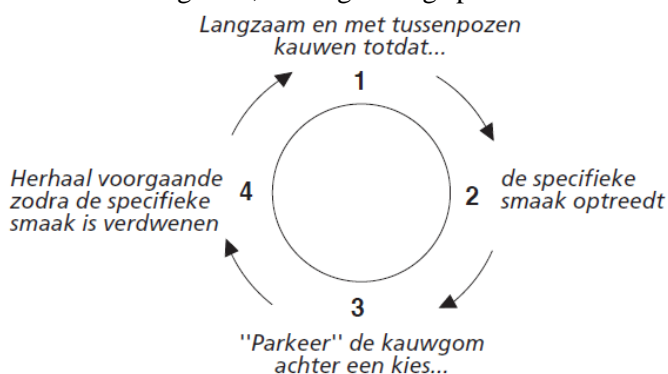 Langzaam en met tussenpozen
kauwen totdat...
1
de specifieke
smaak optreedt
2
3
"Parkeer" de kauwgom
achter een kies...
4
Herhaal voorgaande
zodra de specifieke
smaak is verdwenen